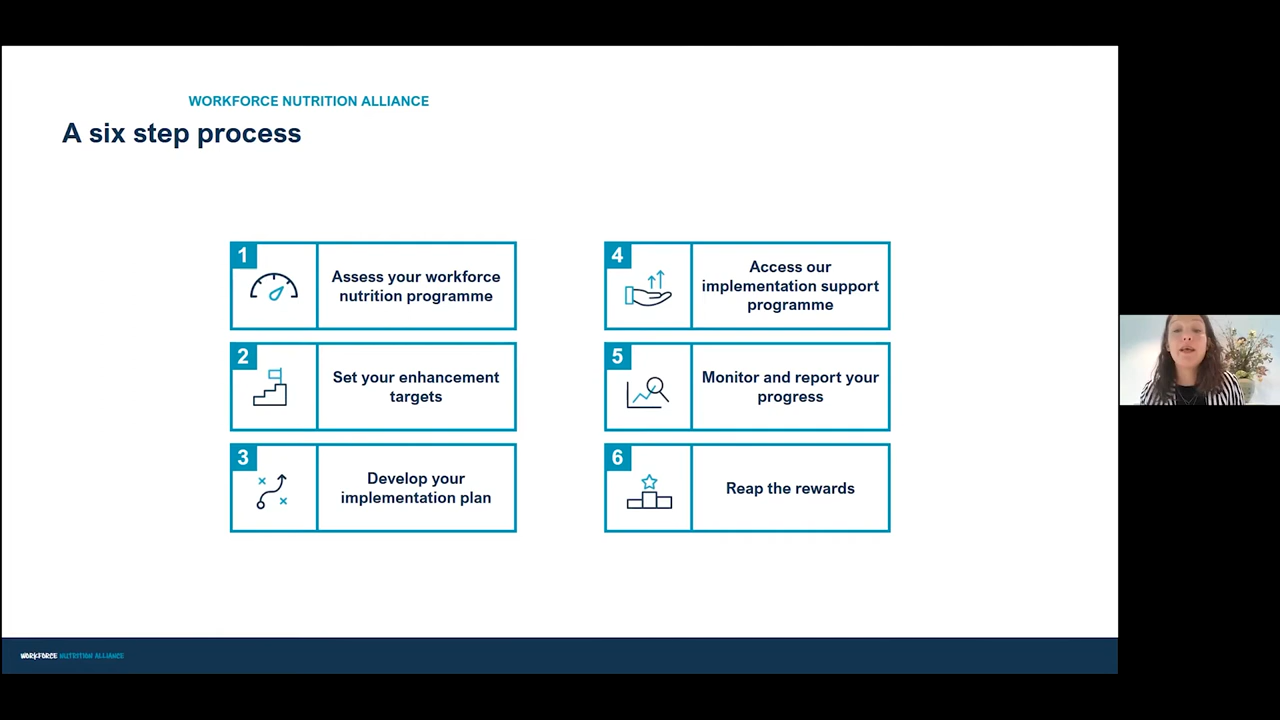 WORKFORCE NUTRITION ALLIANCE
A six step process
1
Assess your workforce
nutrition programme
2
Set your enhancement
targets
3
Develop your
implementation plan
4
Access our
implementation support
programme
5
Monitor and report your
progress
6
Reap the rewards
WORKFORCE NUTRITION ALLIANCE